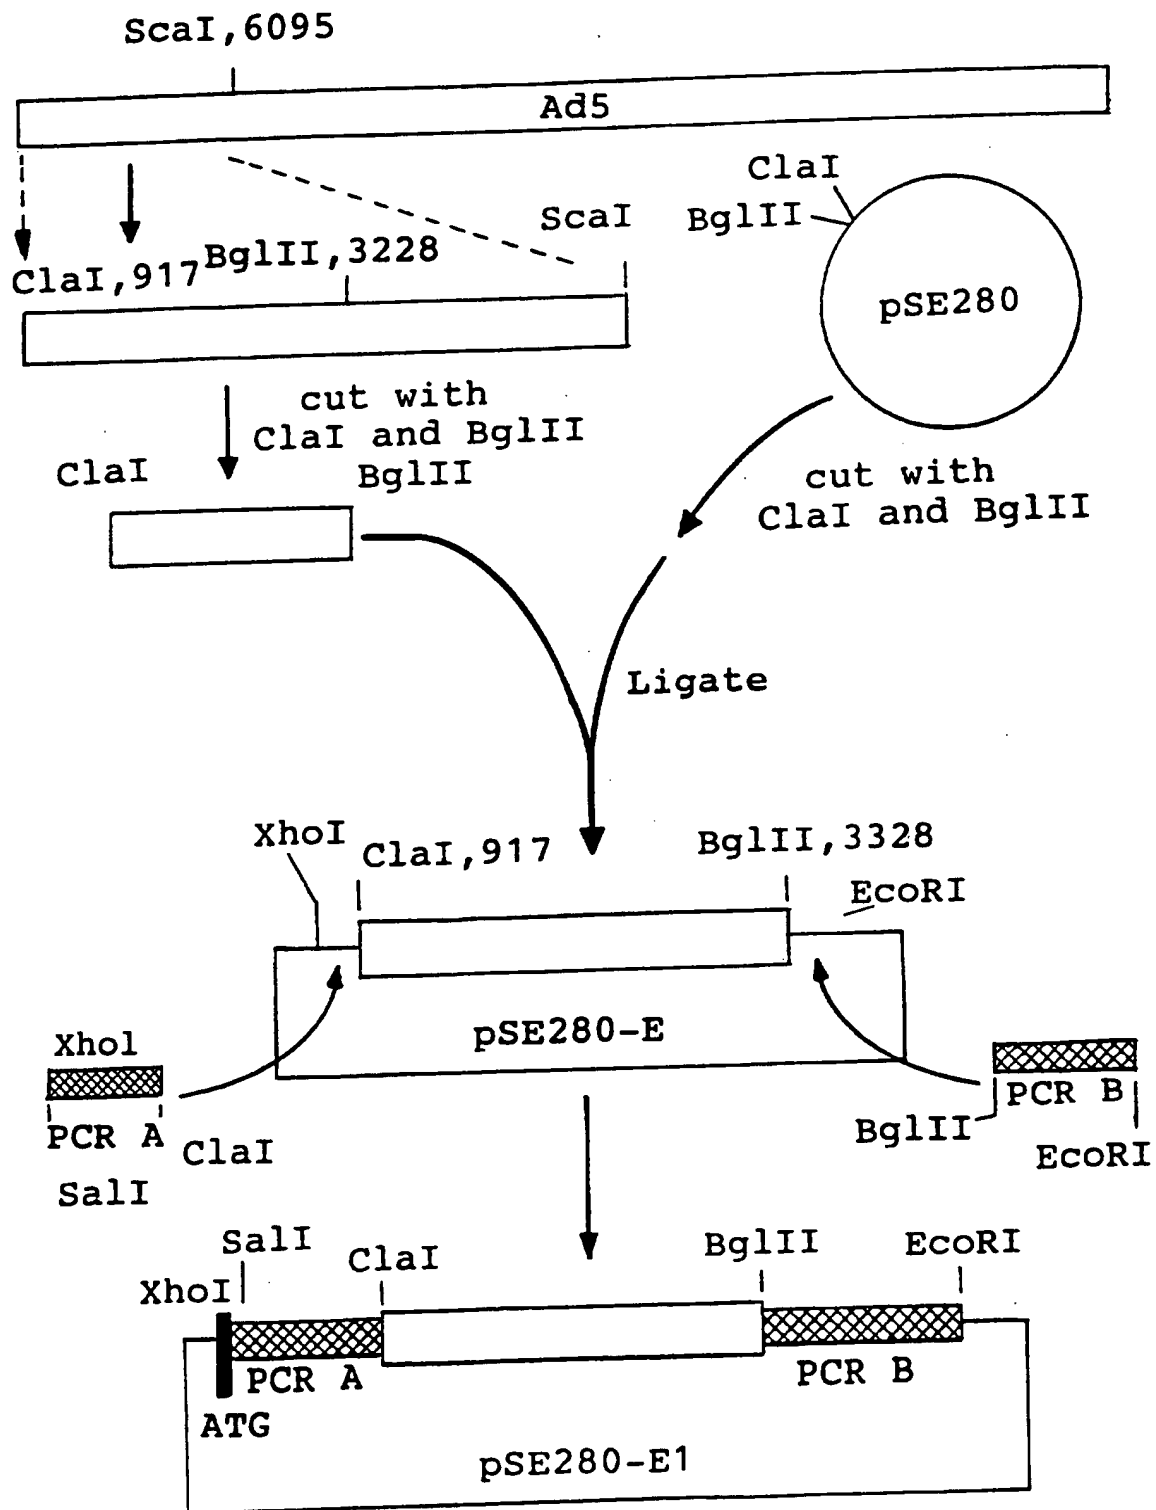 ScaI,6095
Ad5
ClaI
BglII
ScaI
ClaI,917
BglII,3228
pSE280
cut with
ClaI and BglII
ClaI
BglII
cut with
ClaI and BglII
Ligate
XhoI
ClaI,917
BglII,3328
EcoRI
pSE280-E
Xhol
PCR A
ClaI
SalI
PCR B
BglII
EcoRI
SalI
ClaI
BglII
EcoRI
XhoI
PCR A
PCR B
ATG
pSE280-E1